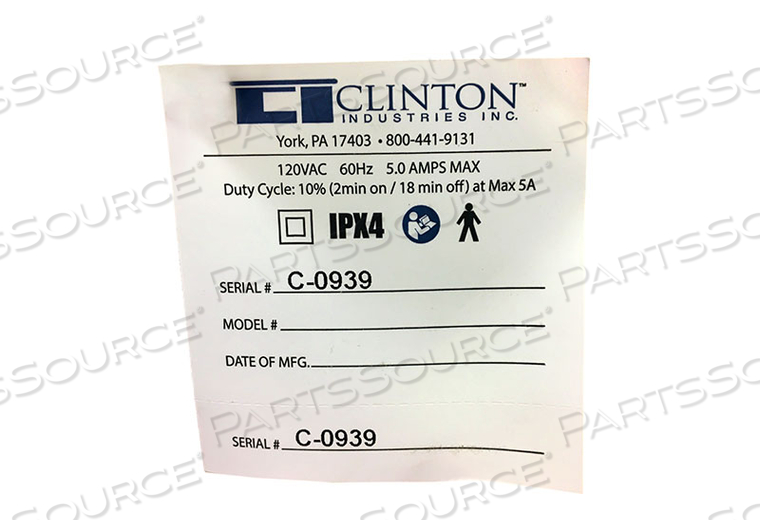 CLINTON™
INDUSTRIES INC.
York, PA 17403 • 800-441-9131
120VAC 60Hz 5.0 AMPS MAX
Duty Cycle: 10% (2min on / 18 min off) at Max 5A
IPX4
SERIAL # C-0939
MODEL #
DATE OF MFG.
SERIAL # C-0939
PARTSSOURCE®